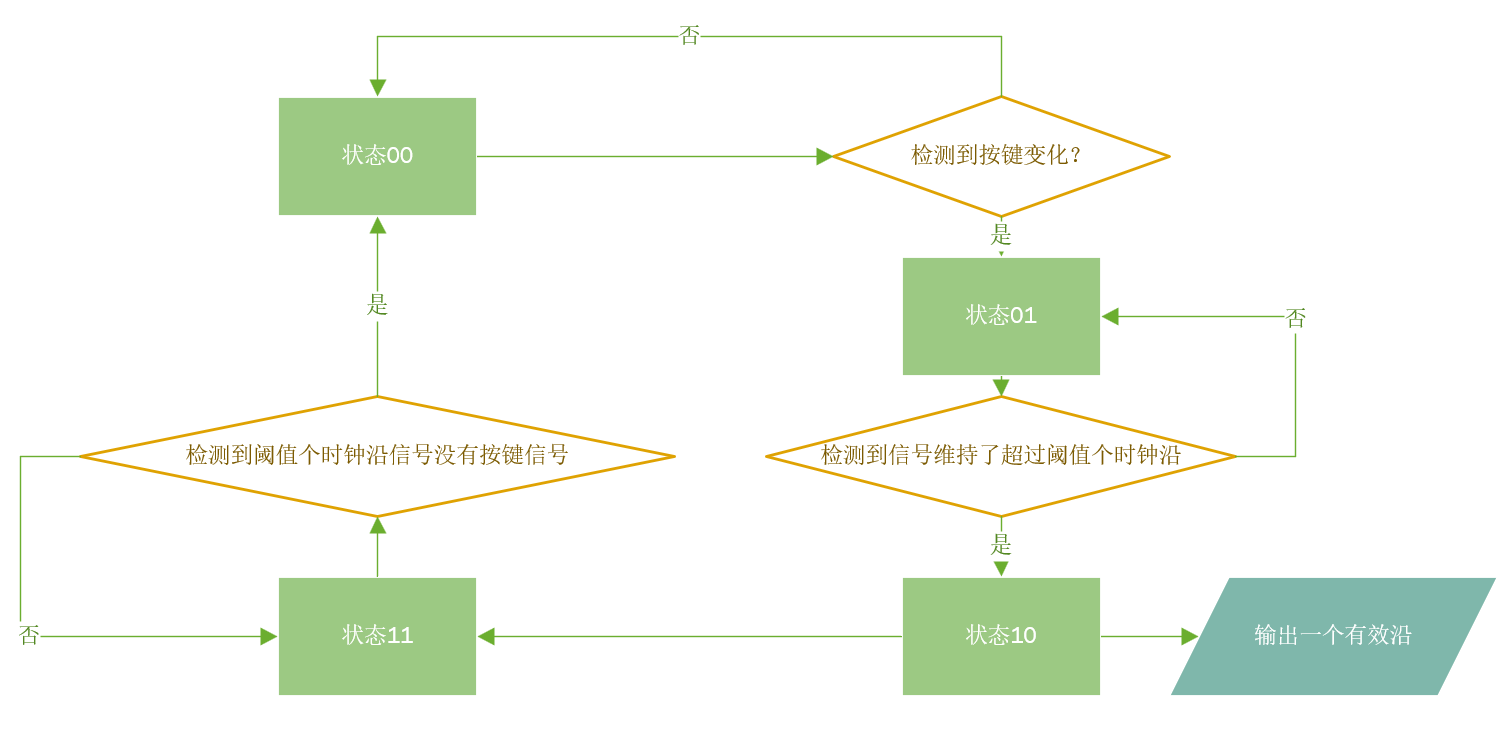 否
状态00
检测到按键变化？
是
是
状态01
否
检测到阈值个时钟沿信号没有按键信号
检测到信号维持了超过阈值个时钟沿
是
否
状态11
状态10
输出一个有效沿